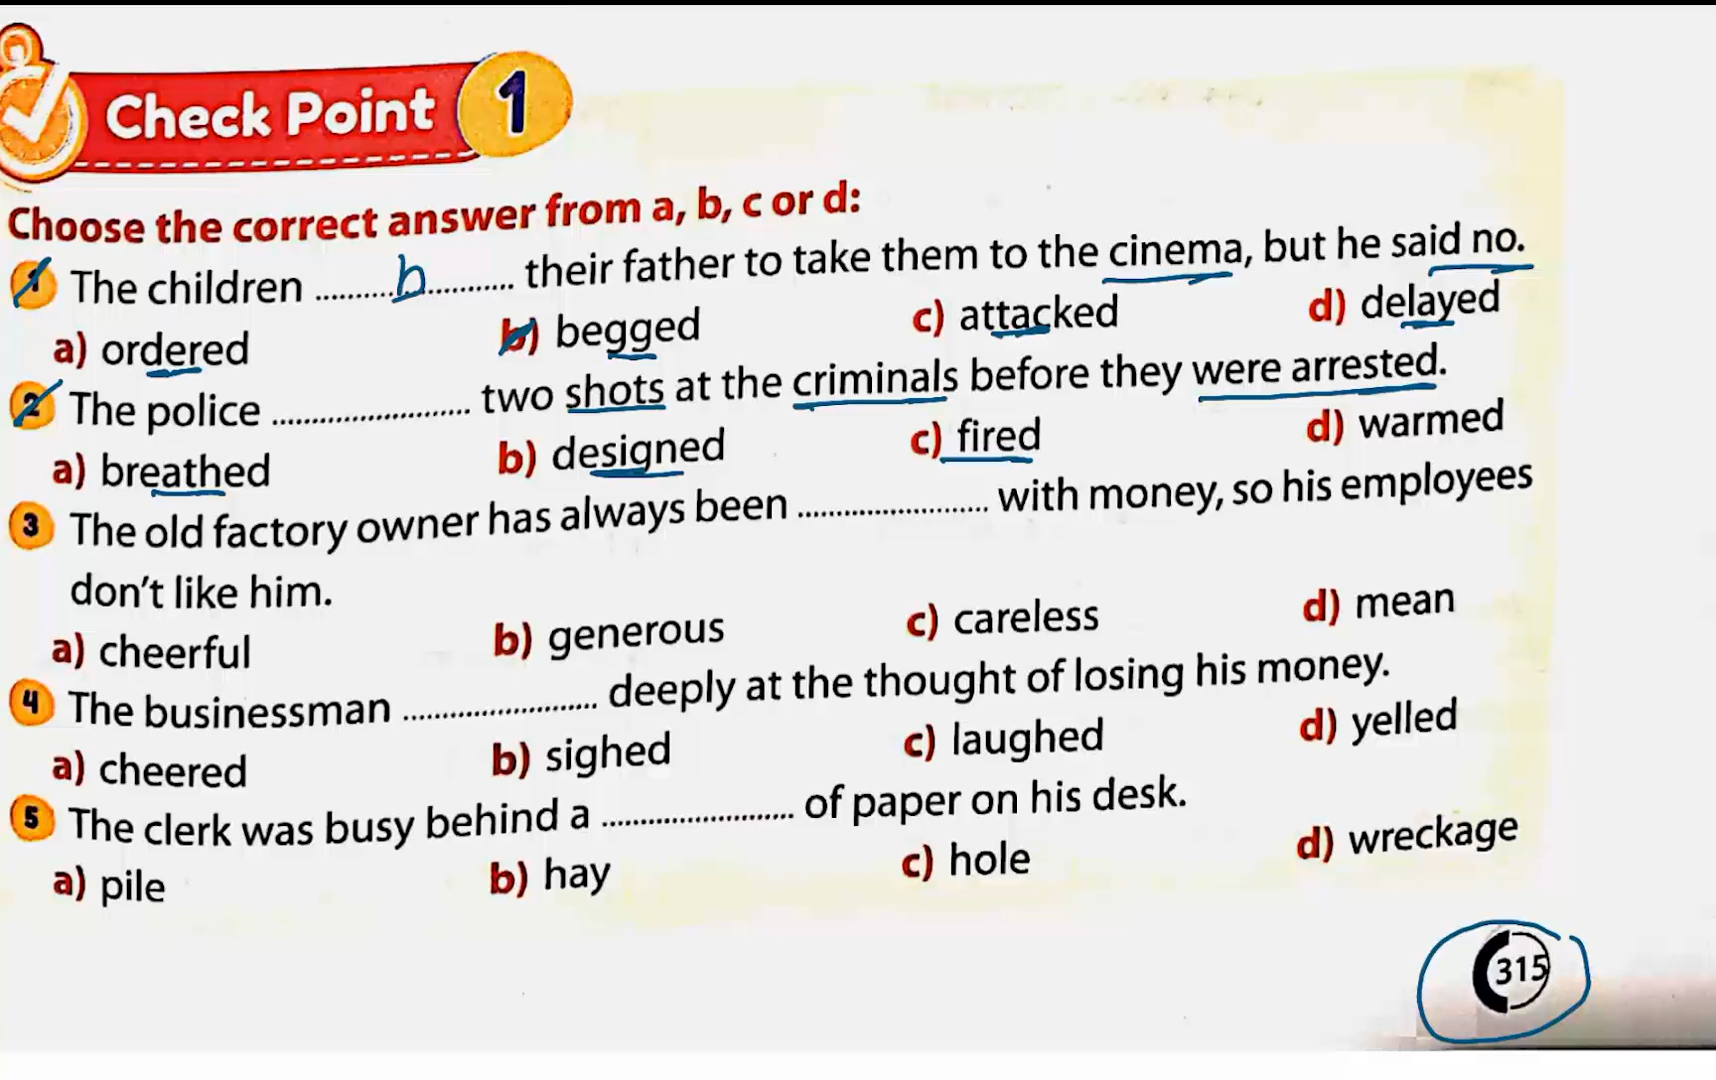 Check Point 1
Choose the correct answer from a, b, c or d:
1 The children ..........b............ their father to take them to the cinema, but he said no.
a) ordered b) begged c) attacked d) delayed
2 The police ...................... two shots at the criminals before they were arrested.
a) breathed b) designed c) fired d) warmed
3 The old factory owner has always been ...................... with money, so his employees
don't like him.
a) cheerful b) generous c) careless d) mean
4 The businessman ...................... deeply at the thought of losing his money.
a) cheered b) sighed c) laughed d) yelled
5 The clerk was busy behind a ...................... of paper on his desk.
a) pile b) hay c) hole d) wreckage
315